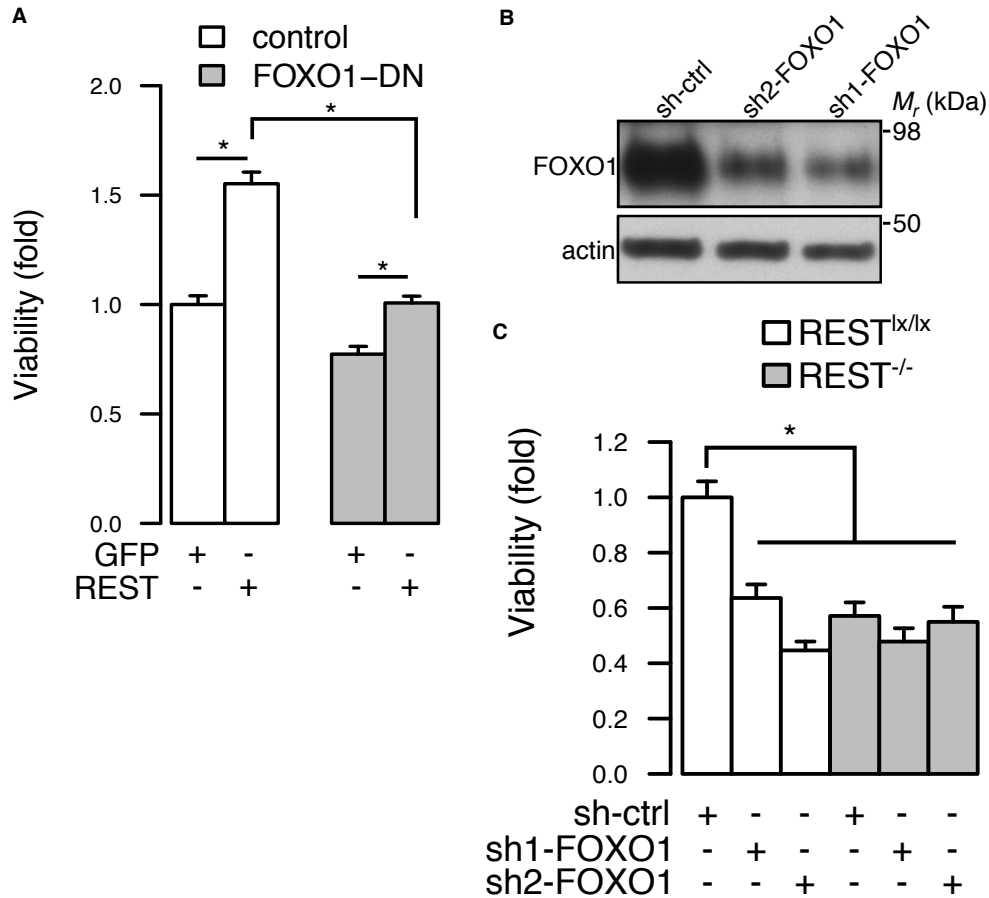 A
control
FOXO1–DN
2.0
1.5
1.0
0.5
0.0
Viability (fold)
*
*
*
GFP + - + -
REST - + - +
B
sh-ctrl
sh2-FOXO1
sh1-FOXO1
Mr (kDa)
-98
FOXO1
-50
actin
C
RESTlx/lx
REST-/-
1.2
1.0
0.8
0.6
0.4
0.2
0.0
Viability (fold)
*
sh-ctrl + - - + - -
sh1-FOXO1 - + - - + -
sh2-FOXO1 - - + - - +